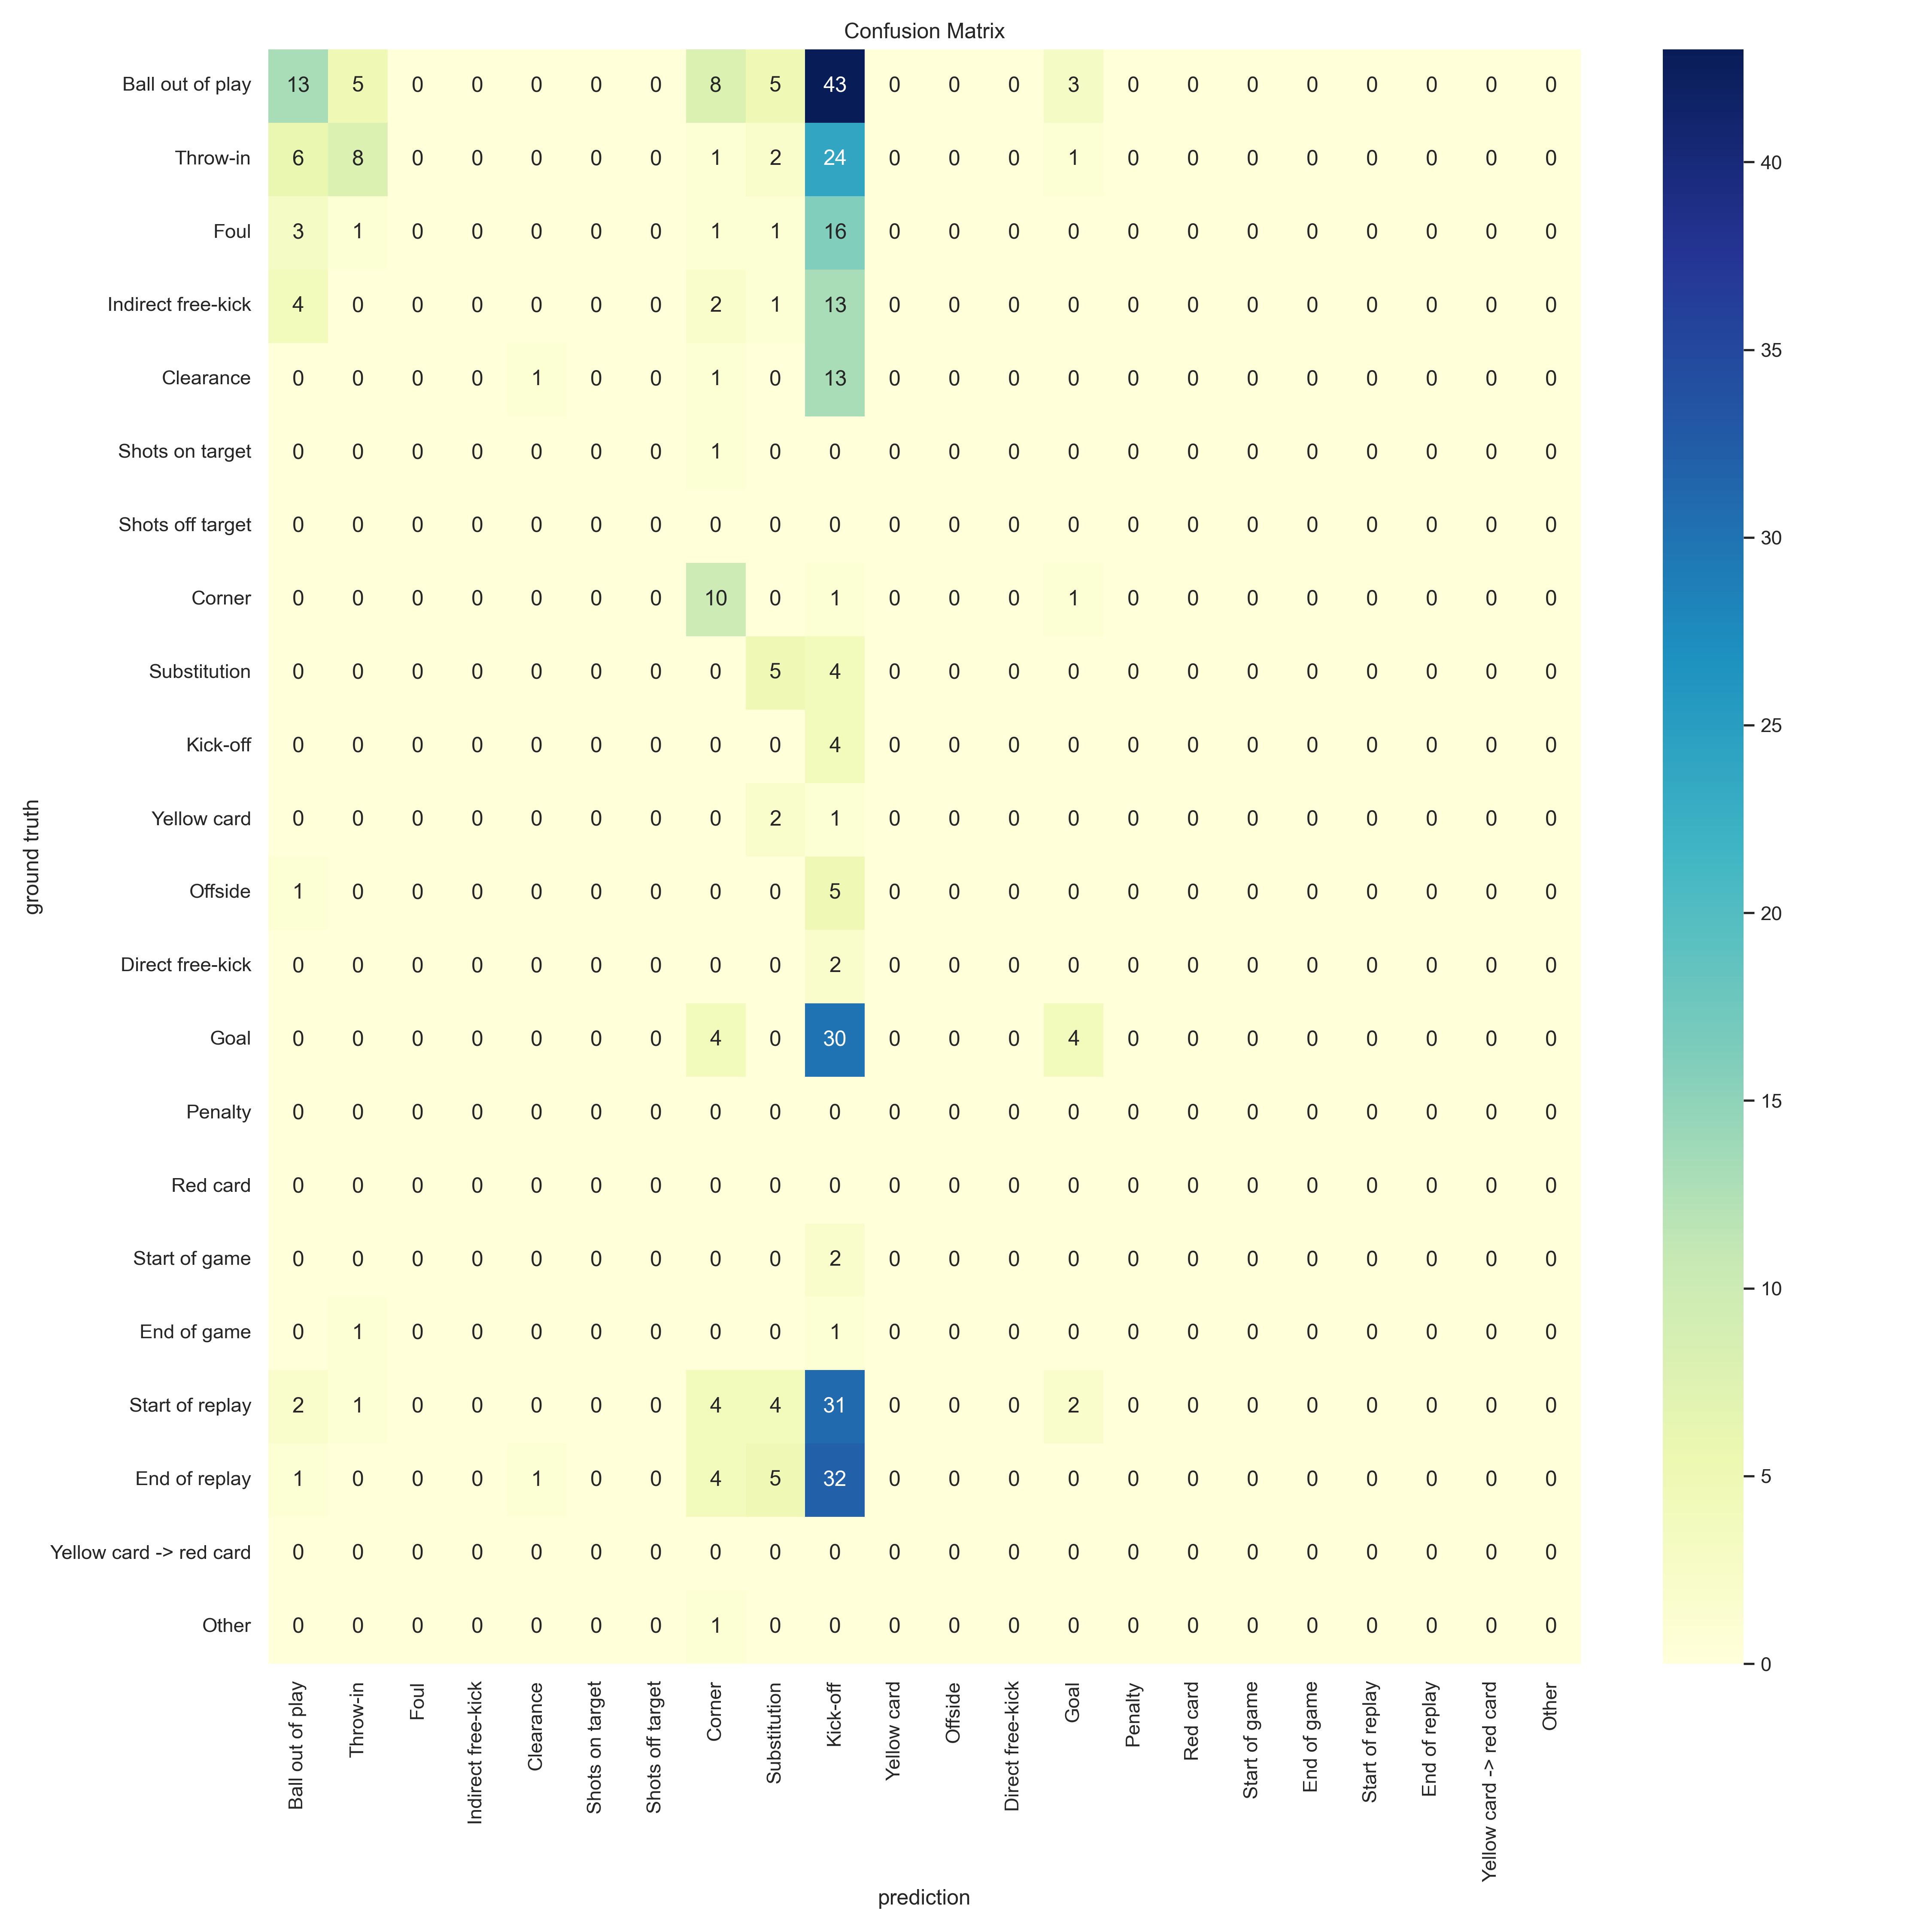 Confusion Matrix
Ball out of play 13 5 0 0 0 0 0 8 5 43 0 0 0 3 0 0 0 0 0 0 0 0
Throw-in 6 8 0 0 0 0 0 1 2 24 0 0 0 1 0 0 0 0 0 0 0 0
Foul 3 1 0 0 0 0 0 1 1 16 0 0 0 0 0 0 0 0 0 0 0 0
Indirect free-kick 4 0 0 0 0 0 0 2 1 13 0 0 0 0 0 0 0 0 0 0 0 0
Clearance 0 0 0 0 1 0 0 1 0 13 0 0 0 0 0 0 0 0 0 0 0 0
Shots on target 0 0 0 0 0 0 0 1 0 0 0 0 0 0 0 0 0 0 0 0 0 0
Shots off target 0 0 0 0 0 0 0 0 0 0 0 0 0 0 0 0 0 0 0 0 0 0
Corner 0 0 0 0 0 0 0 10 0 1 0 0 0 1 0 0 0 0 0 0 0 0
Substitution 0 0 0 0 0 0 0 0 5 4 0 0 0 0 0 0 0 0 0 0 0 0
Kick-off 0 0 0 0 0 0 0 0 0 4 0 0 0 0 0 0 0 0 0 0 0 0
Yellow card 0 0 0 0 0 0 0 0 2 1 0 0 0 0 0 0 0 0 0 0 0 0
Offside 1 0 0 0 0 0 0 0 0 5 0 0 0 0 0 0 0 0 0 0 0 0
Direct free-kick 0 0 0 0 0 0 0 0 0 2 0 0 0 0 0 0 0 0 0 0 0 0
Goal 0 0 0 0 0 0 0 4 0 30 0 0 0 4 0 0 0 0 0 0 0 0
Penalty 0 0 0 0 0 0 0 0 0 0 0 0 0 0 0 0 0 0 0 0 0 0
Red card 0 0 0 0 0 0 0 0 0 0 0 0 0 0 0 0 0 0 0 0 0 0
Start of game 0 0 0 0 0 0 0 0 0 2 0 0 0 0 0 0 0 0 0 0 0 0
End of game 0 1 0 0 0 0 0 0 0 1 0 0 0 0 0 0 0 0 0 0 0 0
Start of replay 2 1 0 0 0 0 0 4 4 31 0 0 0 2 0 0 0 0 0 0 0 0
End of replay 1 0 0 0 1 0 0 4 5 32 0 0 0 0 0 0 0 0 0 0 0 0
Yellow card -> red card 0 0 0 0 0 0 0 0 0 0 0 0 0 0 0 0 0 0 0 0 0 0
Other 0 0 0 0 0 0 0 1 0 0 0 0 0 0 0 0 0 0 0 0 0 0
ground truth
Ball out of play
Throw-in
Foul
Indirect free-kick
Clearance
Shots on target
Shots off target
Corner
Substitution
Kick-off
Yellow card
Offside
Direct free-kick
Goal
Penalty
Red card
Start of game
End of game
Start of replay
End of replay
Yellow card -> red card
Other
prediction
40
35
30
25
20
15
10
5
0